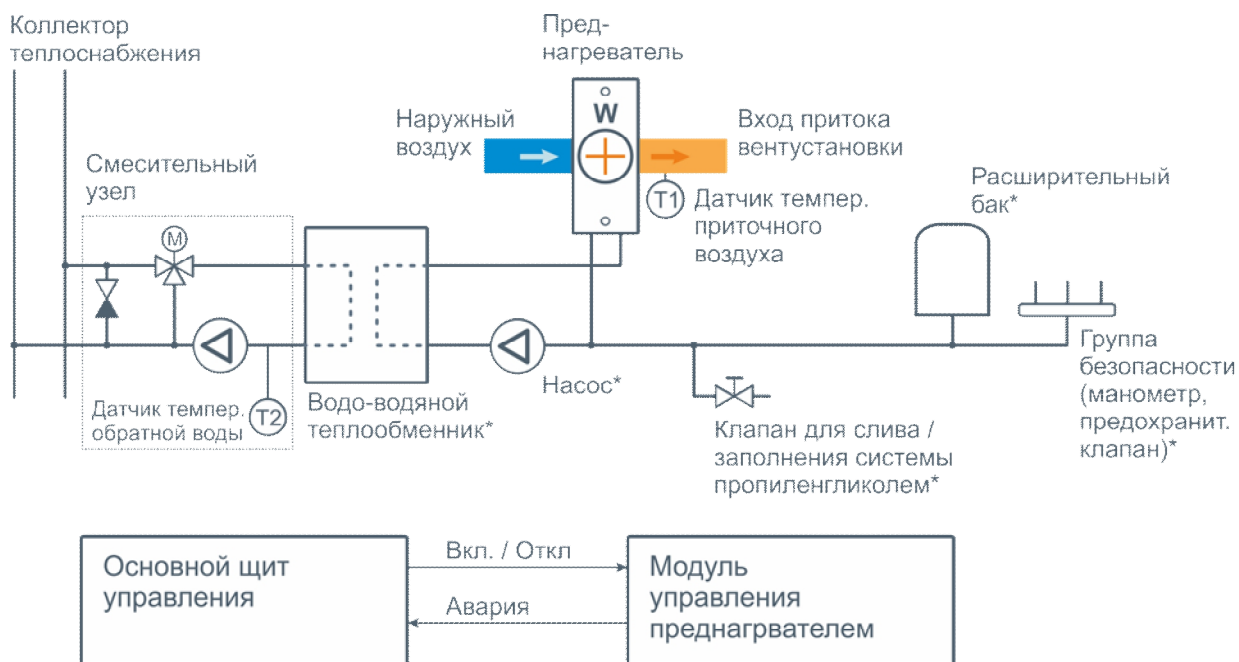 Коллектор
теплоснабжения
Пред-
нагреватель
W
Наружный
воздух
Вход притока
вентустановки
Смесительный
узел
T1
Датчик темпер.
приточного
воздуха
Расширительный
бак*
M
Группа
безопасности
(манометр,
предохранит.
клапан)*
Насос*
Датчик темпер.
обратной воды
T2
Водо-водяной
теплообменник*
Клапан для слива /
заполнения системы
пропиленгликолем*
Основной щит
управления
Вкл. / Откл
Авария
Модуль
управления
преднагрвателем